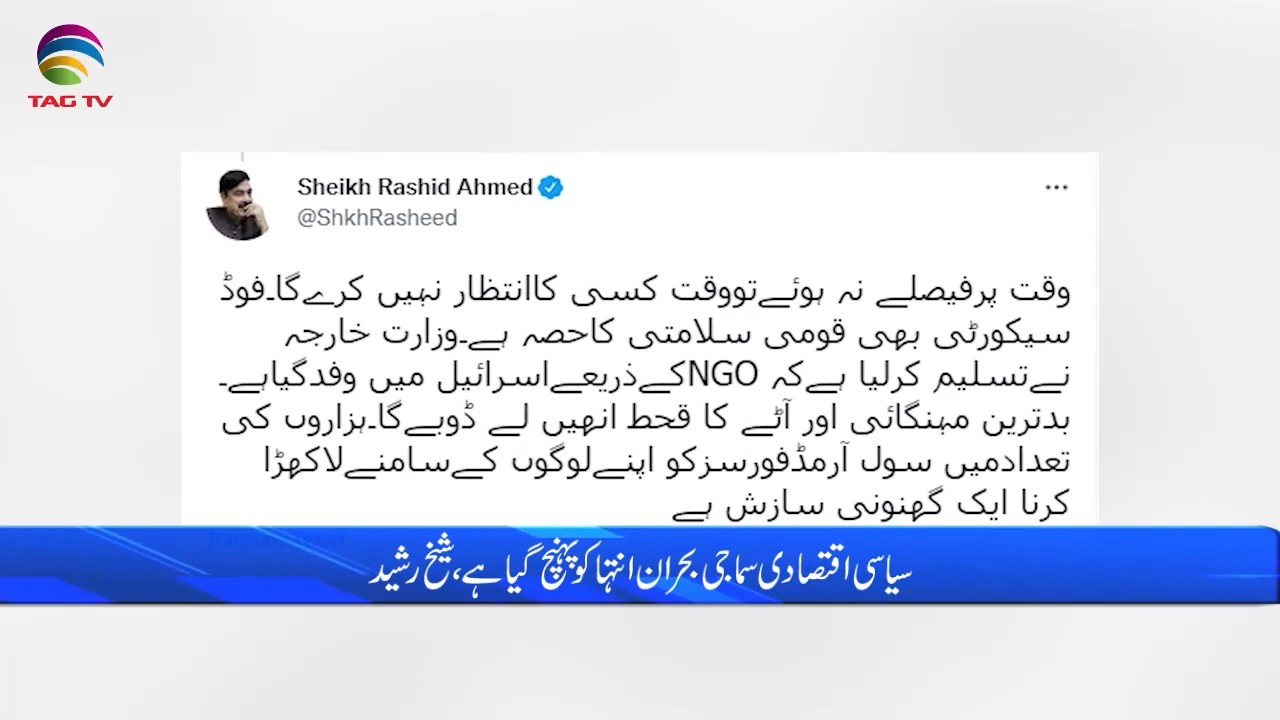 TAG TV
Sheikh Rashid Ahmed
@ShkhRasheed
وقت پرفیصلے نہ ہوئےتووقت کسی کاانتظار نہیں کرےگا۔فوڈ
سیکورٹی بھی قومی سلامتی کاحصہ ہے۔وزارت خارجہ
نےتسلیم کرلیا ہےکہ NGOکےذریعےاسرائیل میں وفدگیاہے۔
بدترین مہنگائی اور آٹے کا قحط انھیں لے ڈوبےگا۔ہزاروں کی
تعدادمیں سول آرمڈفورسزکو اپنےلوگوں کےسامنےلاکھڑا
کرنا ایک گھنونی سازش ہے
سیاسی اقتصادی سماجی بحران انتہا کو پہنچ گیا ہے، شیخ رشید